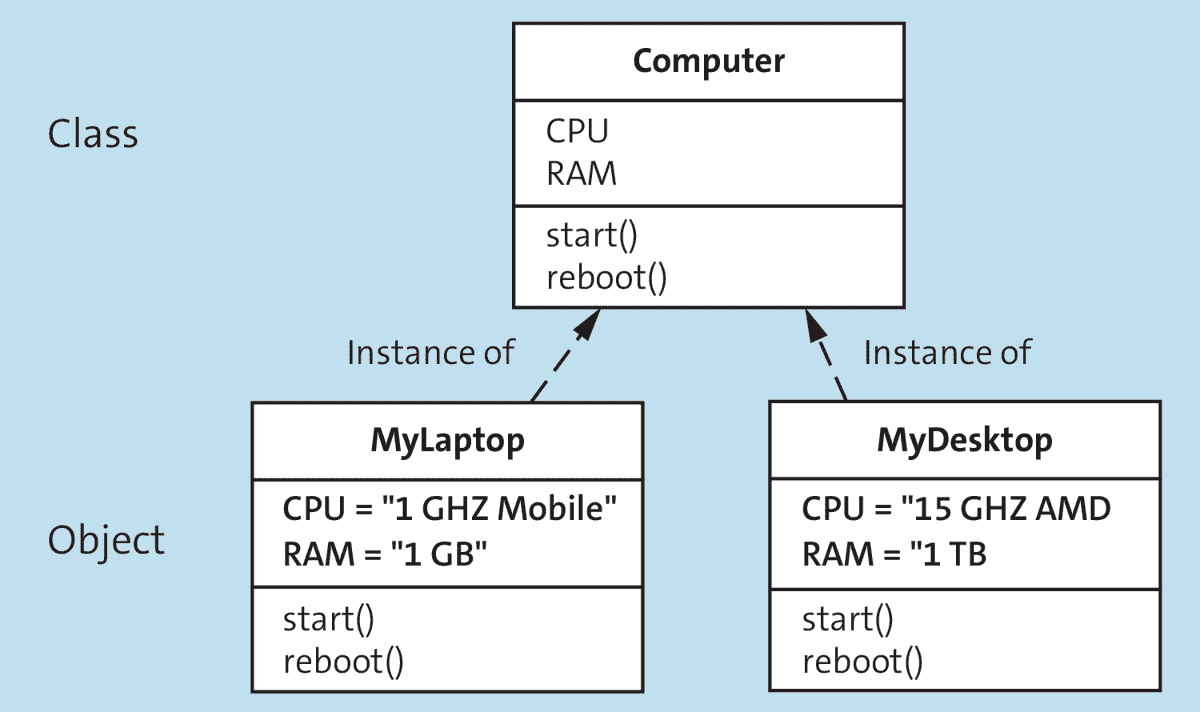 Computer
Class
CPU
RAM
start()
reboot()
Instance of
Instance of
MyLaptop
CPU = "1 GHZ Mobile"
RAM = "1 GB"
start()
reboot()
MyDesktop
CPU = "15 GHZ AMD
RAM = "1 TB
start()
reboot()
Object